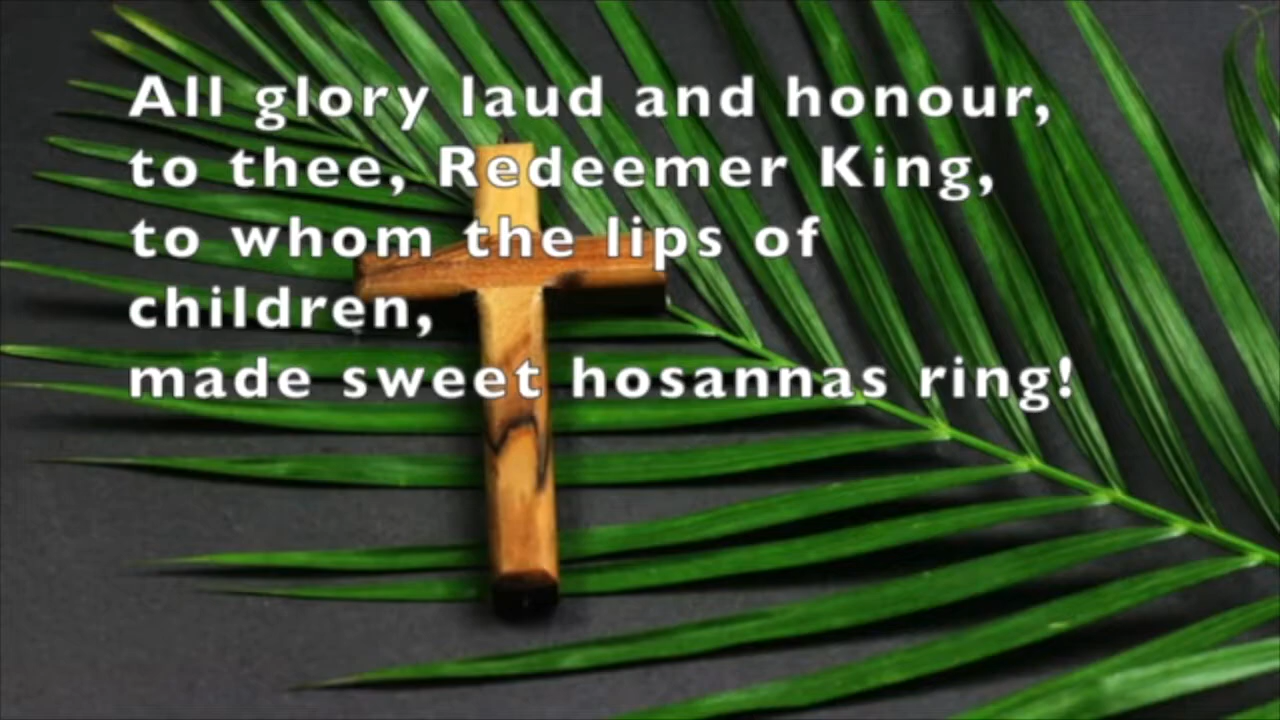 All glory laud and honour,
to thee, Redeemer King,
to whom the lips of
children,
made sweet hosannas ring!